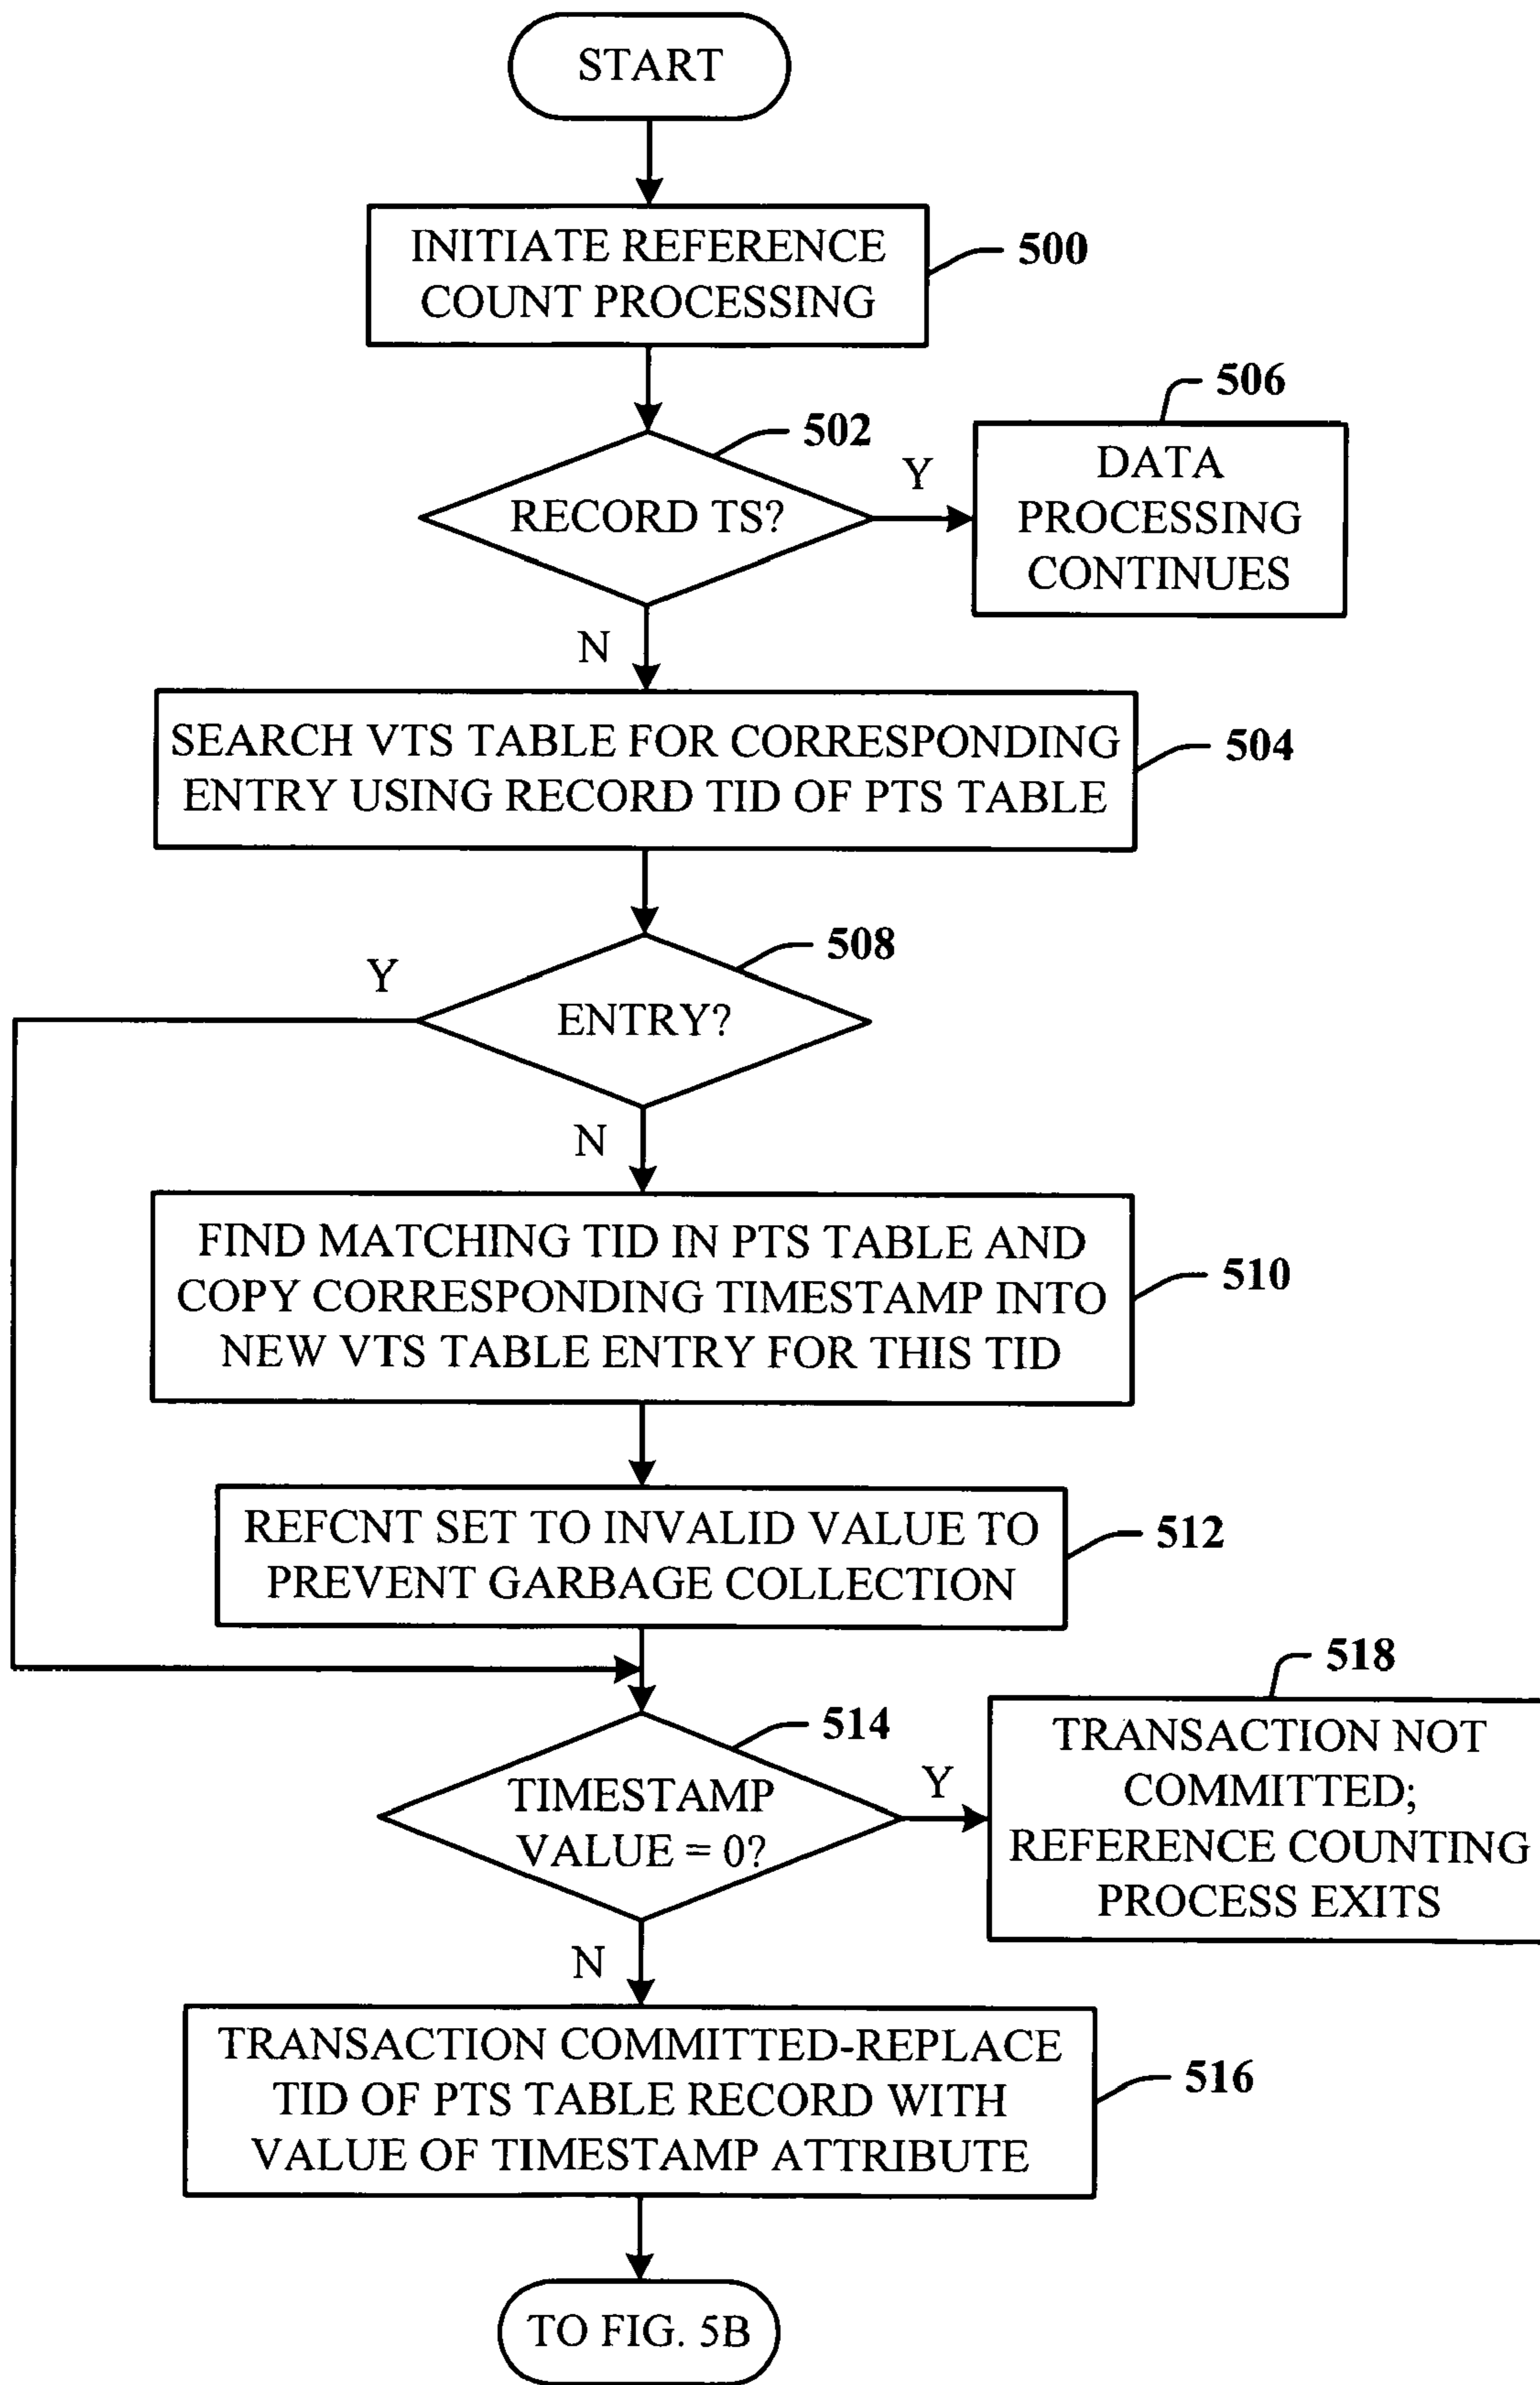 START
INITIATE REFERENCE
COUNT PROCESSING
500
502
RECORD TS?
Y
506
DATA
PROCESSING
CONTINUES
N
SEARCH VTS TABLE FOR CORRESPONDING
ENTRY USING RECORD TID OF PTS TABLE
504
508
Y
ENTRY?
N
FIND MATCHING TID IN PTS TABLE AND
COPY CORRESPONDING TIMESTAMP INTO
NEW VTS TABLE ENTRY FOR THIS TID
510
REFCNT SET TO INVALID VALUE TO
PREVENT GARBAGE COLLECTION
512
514
TIMESTAMP
VALUE = 0?
Y
518
TRANSACTION NOT
COMMITTED;
REFERENCE COUNTING
PROCESS EXITS
N
TRANSACTION COMMITTED-REPLACE
TID OF PTS TABLE RECORD WITH
VALUE OF TIMESTAMP ATTRIBUTE
516
TO FIG. 5B